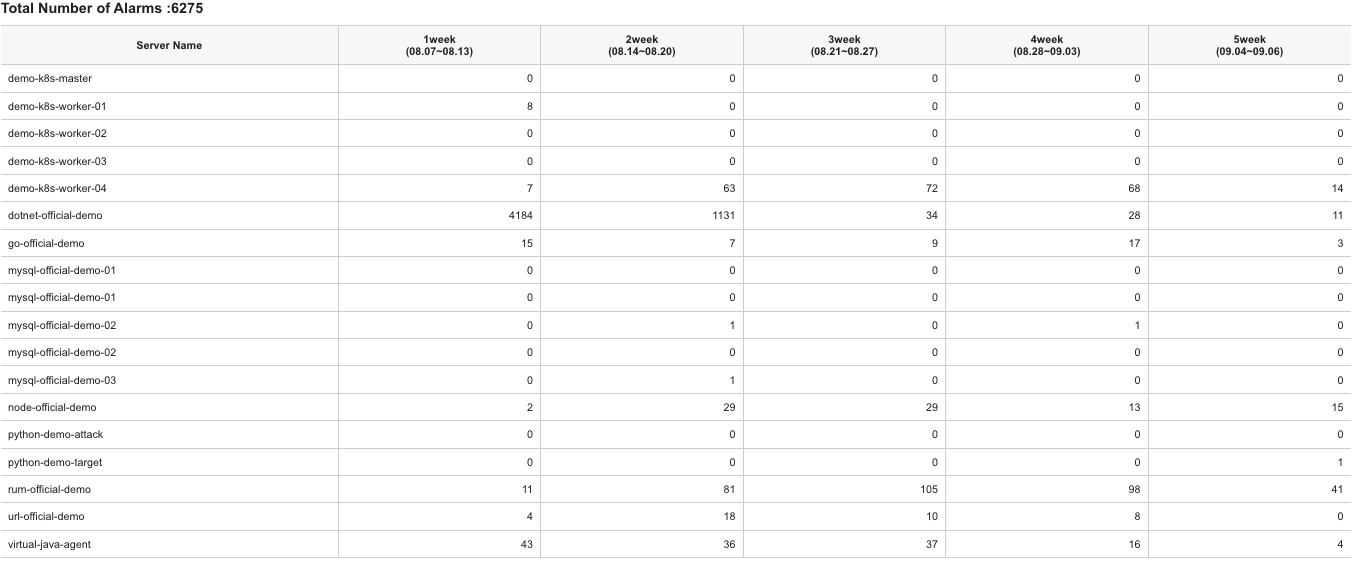 Total Number of Alarms :6275
Server Name 1week (08.07~08.13) 2week (08.14~08.20) 3week (08.21~08.27) 4week (08.28~09.03) 5week (09.04~09.06)
demo-k8s-master 0 0 0 0 0
demo-k8s-worker-01 8 0 0 0 0
demo-k8s-worker-02 0 0 0 0 0
demo-k8s-worker-03 0 0 0 0 0
demo-k8s-worker-04 7 63 72 68 14
dotnet-official-demo 4184 1131 34 28 11
go-official-demo 15 7 9 17 3
mysql-official-demo-01 0 0 0 0 0
mysql-official-demo-01 0 0 0 0 0
mysql-official-demo-02 0 1 0 1 0
mysql-official-demo-02 0 0 0 0 0
mysql-official-demo-03 0 1 0 0 0
node-official-demo 2 29 29 13 15
python-demo-attack 0 0 0 0 0
python-demo-target 0 0 0 0 1
rum-official-demo 11 81 105 98 41
url-official-demo 4 18 10 8 0
virtual-java-agent 43 36 37 16 4